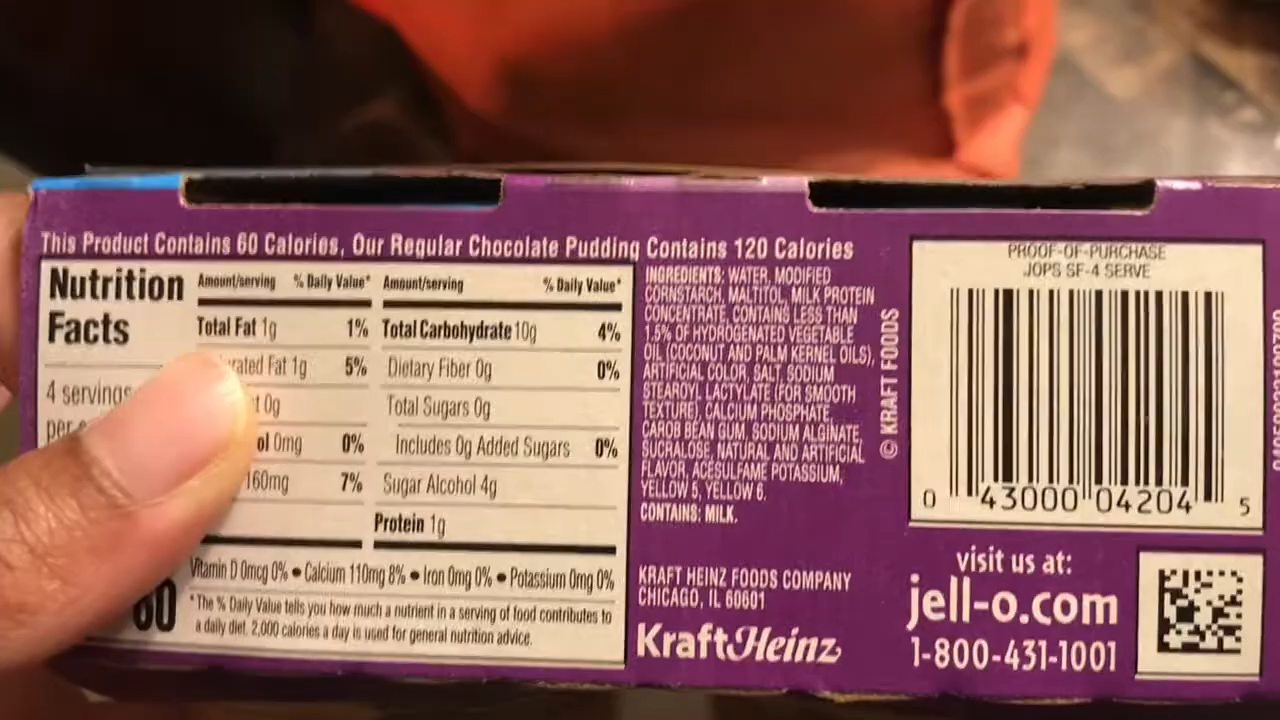 This Product Contains 60 Calories, Our Regular Chocolate Pudding Contains 120 Calories
Nutrition
Facts
4 servings
per
60
Amount/serving % Daily Value*
Total Fat 1g 1%
rated Fat 1g 5%
t 0g
ol 0mg 0%
160mg 7%
Amount/serving % Daily Value*
Total Carbohydrate 10g 4%
Dietary Fiber 0g 0%
Total Sugars 0g
Includes 0g Added Sugars 0%
Sugar Alcohol 4g
Protein 1g
Vitamin D 0mcg 0% ● Calcium 110mg 8% ● Iron 0mg 0% ● Potassium 0mg 0%
*The % Daily Value tells you how much a nutrient in a serving of food contributes to
a daily diet. 2,000 calories a day is used for general nutrition advice.
INGREDIENTS: WATER, MODIFIED
CORNSTARCH, MALTITOL, MILK PROTEIN
CONCENTRATE, CONTAINS LESS THAN
1.5% OF HYDROGENATED VEGETABLE
OIL (COCONUT AND PALM KERNEL OILS),
ARTIFICIAL COLOR, SALT, SODIUM
STEAROYL LACTYLATE (FOR SMOOTH
TEXTURE), CALCIUM PHOSPHATE,
CAROB BEAN GUM, SODIUM ALGINATE,
SUCRALOSE, NATURAL AND ARTIFICIAL
FLAVOR, ACESULFAME POTASSIUM,
YELLOW 5, YELLOW 6.
CONTAINS: MILK.
KRAFT HEINZ FOODS COMPANY
CHICAGO, IL 60601
KraftHeinz
© KRAFT FOODS
PROOF-OF-PURCHASE
JOPS SF-4 SERVE
0 43000 04204 5
visit us at:
jell-o.com
1-800-431-1001